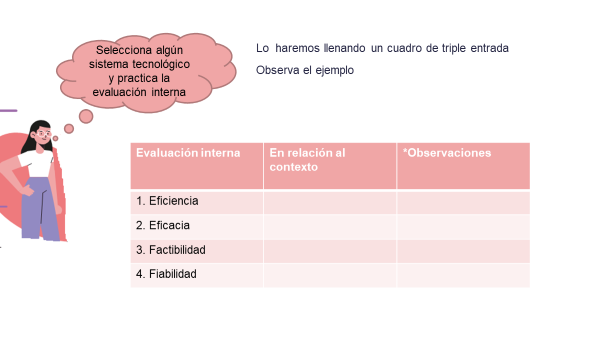 Selecciona algún
sistema tecnológico
y practica la
evaluación interna
Lo haremos llenando un cuadro de triple entrada
Observa el ejemplo
Evaluación interna
En relación al
contexto
*Observaciones
1. Eficiencia
2. Eficacia
3. Factibilidad
4. Fiabilidad